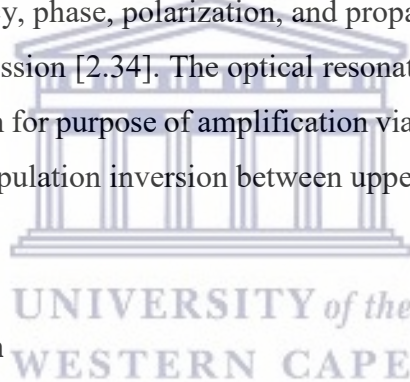 y, phase, polarization, and propa
ssion [2.34]. The optical resonat
for purpose of amplification via
pulation inversion between uppe
UNIVERSITY of the
WESTERN CAPE